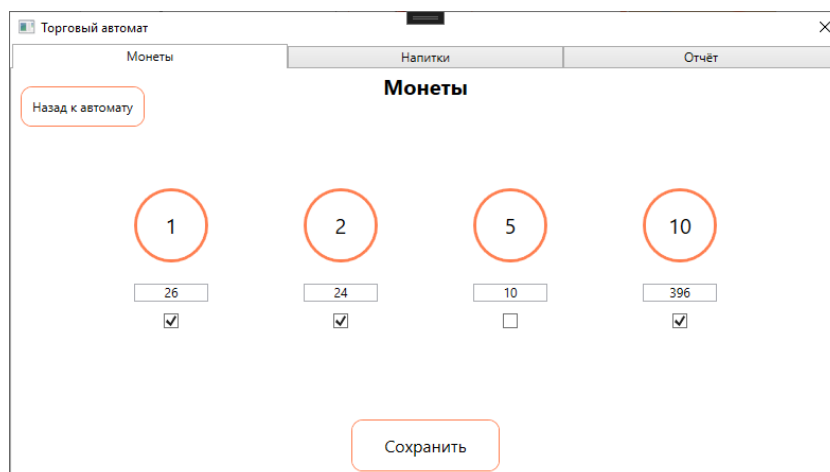 Торговый автомат
Монеты Напитки Отчёт
Монеты
Назад к автомату
1 2 5 10
26 24 10 396
Сохранить